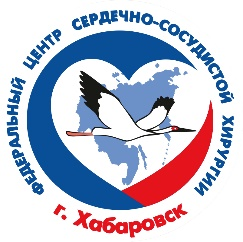 ФЕДЕРАЛЬНЫЙ ЦЕНТР СЕРДЕЧНО-СОСУДИСТОЙ ХИРУРГИИ
г. Хабаровск